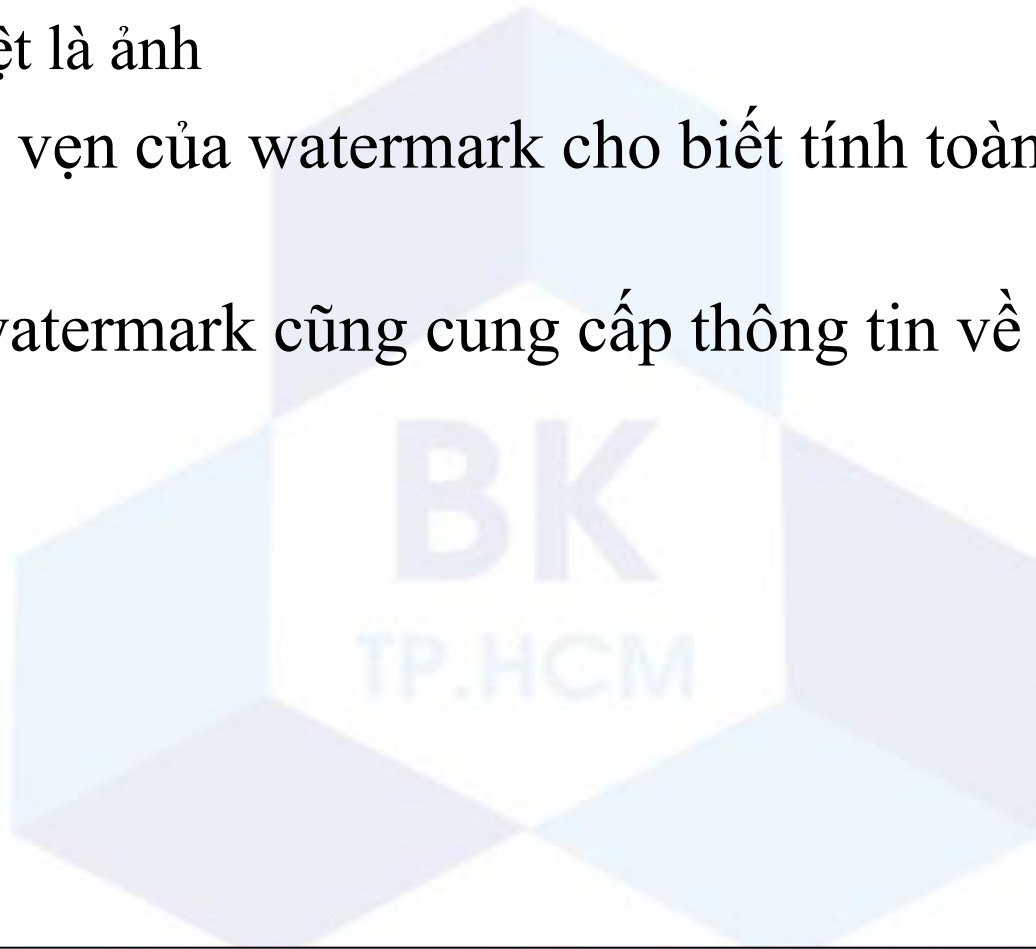 ệt là ảnh
vẹn của watermark cho biết tính toàn
watermark cũng cung cấp thông tin về
BK
TP.HCM